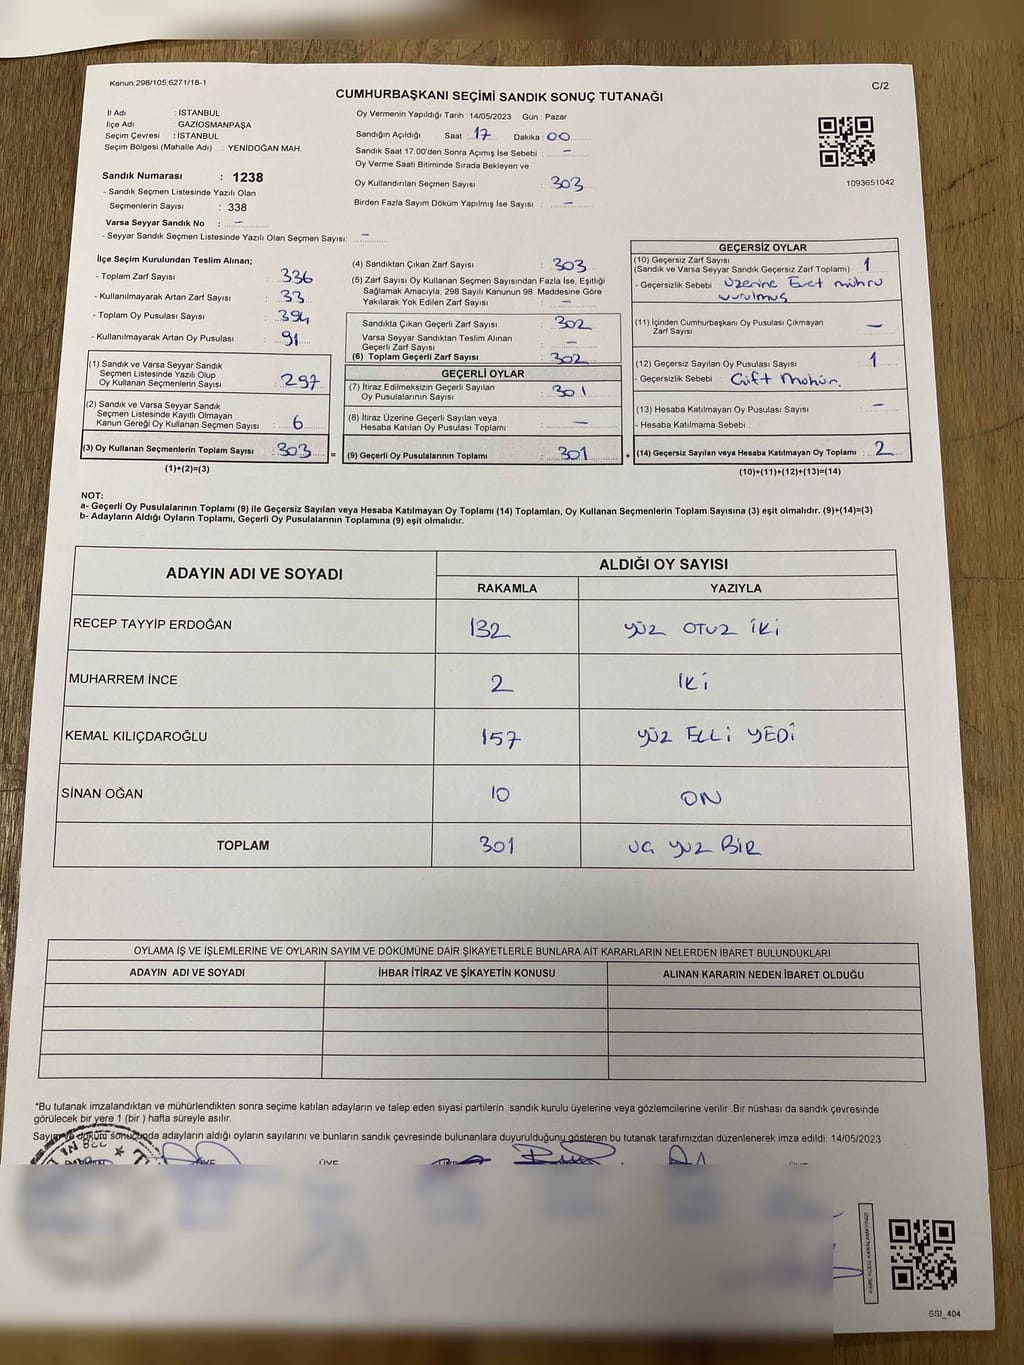 Kanun;298/105,6271/18-1
C/2
CUMHURBAŞKANI SEÇİMİ SANDIK SONUÇ TUTANAĞI
İl Adı : İSTANBUL
İlçe Adı : GAZİOSMANPAŞA
Seçim Çevresi : İSTANBUL
Seçim Bölgesi (Mahalle Adı) : YENİDOĞAN MAH.
Sandık Numarası : 1238
- Sandık Seçmen Listesinde Yazılı Olan
Seçmenlerin Sayısı : 338
Varsa Seyyar Sandık No : -
- Seyyar Sandık Seçmen Listesinde Yazılı Olan Seçmen Sayısı: -
Oy Vermenin Yapıldığı Tarih :14/05/2023 Gün : Pazar
Sandığın Açıldığı Saat : 17 Dakika : 00
Sandık Saat 17:00'den Sonra Açımış İse Sebebi : -
Oy Verme Saati Bitiminde Sırada Bekleyen ve
Oy Kullandırılan Seçmen Sayısı : 303
Birden Fazla Sayım Döküm Yapılmış İse Sayısı : -
1093651042
İlçe Seçim Kurulundan Teslim Alınan;
- Toplam Zarf Sayısı : 336
- Kullanılmayarak Artan Zarf Sayısı : 33
- Toplam Oy Pusulası Sayısı : 394
- Kullanılmayarak Artan Oy Pusulası : 91
(1) Sandık ve Varsa Seyyar Sandık
Seçmen Listesinde Yazılı Olup
Oy Kullanan Seçmenlerin Sayısı : 297
(2) Sandık ve Varsa Seyyar Sandık
Seçmen Listesinde Kayıtlı Olmayan
Kanun Gereği Oy Kullanan Seçmen Sayısı : 6
(3) Oy Kullanan Seçmenlerin Toplam Sayısı : 303 =
(1)+(2)=(3)
(4) Sandıktan Çıkan Zarf Sayısı : 303
(5) Zarf Sayısı Oy Kullanan Seçmen Sayısından Fazla İse, Eşitliği
Sağlamak Amacıyla, 298 Sayılı Kanunun 98 Maddesine Göre
Yakılarak Yok Edilen Zarf Sayısı : -
Sandıkta Çıkan Geçerli Zarf Sayısı : 302
Varsa Seyyar Sandıktan Teslim Alınan
Geçerli Zarf Sayısı : -
(6) Toplam Geçerli Zarf Sayısı : 302
GEÇERLİ OYLAR
(7) İtiraz Edilmeksizin Geçerli Sayılan
Oy Pusulalarının Sayısı : 301
(8) İtiraz Üzerine Geçerli Sayılan veya
Hesaba Katılan Oy Pusulası Toplamı : -
(9) Geçerli Oy Pusulalarının Toplamı : 301 +
GEÇERSİZ OYLAR
(10) Geçersiz Zarf Sayısı
(Sandık ve Varsa Seyyar Sandık Geçersiz Zarf Toplamı) : 1
- Geçersizlik Sebebi : Üzerine Evet mührü
vurulmuş
(11) İçinden Cumhurbaşkanı Oy Pusulası Çıkmayan
Zarf Sayısı : -
(12) Geçersiz Sayılan Oy Pusulası Sayısı : 1
- Geçersizlik Sebebi : Çift Mühür.
(13) Hesaba Katılmayan Oy Pusulası Sayısı : -
- Hesaba Katılmama Sebebi :
(14) Geçersiz Sayılan veya Hesaba Katılmayan Oy Toplamı : 2
(10)+(11)+(12)+(13)=(14)
NOT:
a- Geçerli Oy Pusulalarının Toplamı (9) ile Geçersiz Sayılan veya Hesaba Katılmayan Oy Toplamı (14) Toplamları, Oy Kullanan Seçmenlerin Toplam Sayısına (3) eşit olmalıdır. (9)+(14)=(3)
b- Adayların Aldığı Oyların Toplamı, Geçerli Oy Pusulalarının Toplamına (9) eşit olmalıdır.
ADAYIN ADI VE SOYADI ALDIĞI OY SAYISI
RAKAMLA YAZIYLA
RECEP TAYYİP ERDOĞAN 132 YÜZ OTUZ İKİ
MUHARREM İNCE 2 İKİ
KEMAL KILIÇDAROĞLU 157 YÜZ ELLİ YEDİ
SİNAN OĞAN 10 ON
TOPLAM 301 UÇ YUZ BİR
OYLAMA İŞ VE İŞLEMLERİNE VE OYLARIN SAYIM VE DÖKÜMÜNE DAİR ŞİKAYETLERLE BUNLARA AİT KARARLARIN NELERDEN İBARET BULUNDUKLARI
ADAYIN ADI VE SOYADI İHBAR İTİRAZ VE ŞİKAYETİN KONUSU ALINAN KARARIN NEDEN İBARET OLDUĞU
*Bu tutanak imzalandıktan ve mühürlendikten sonra seçime katılan adayların ve talep eden siyasi partilerin sandık kurulu üyelerine veya gözlemcilerine verilir .Bir nüshası da sandık çevresinde
görülecek bir yere 1 (bir ) hafta süreyle asılır.
Sayım ve döküm sonucunda adayların aldığı oyların sayılarını ve bunların sandık çevresinde bulunanlara duyurulduğunu gösteren bu tutanak tarafımızdan düzenlenerek imza edildi. 14/05/2023
ÜYE
SSİ_404